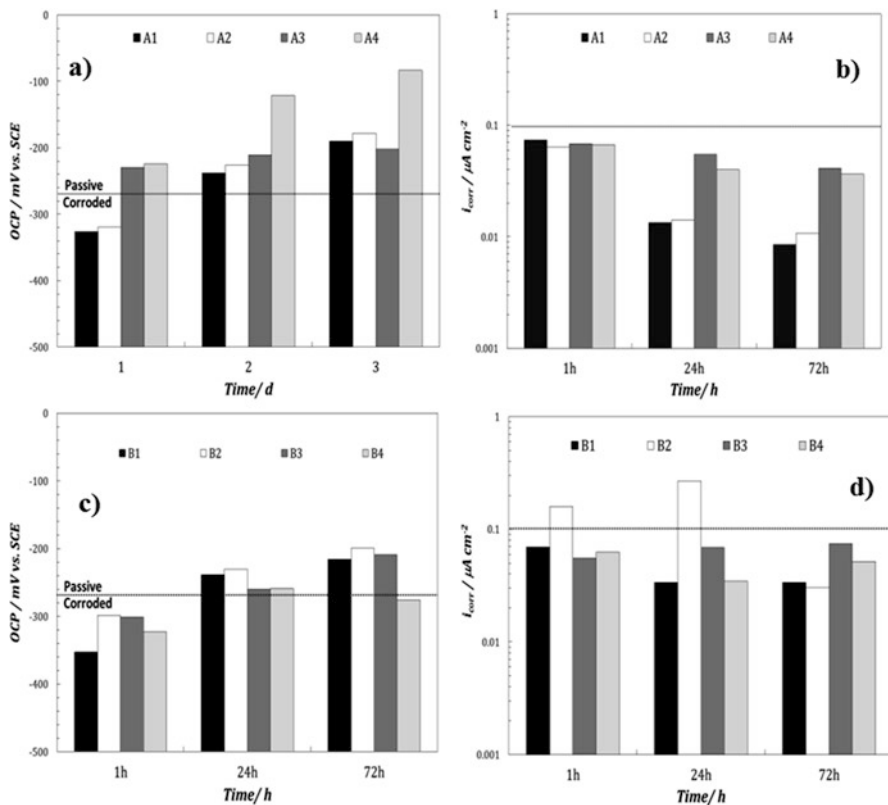 a)
A1 A2 A3 A4
0
-100
-200
-300
-400
-500
OCP / mV vs. SCE
Passive
Corroded
1 2 3
Time/ d
b)
A1 A2 A3 A4
1
0.1
0.01
0.001
i_corr / µA cm⁻²
1h 24h 72h
Time/ h
c)
B1 B2 B3 B4
0
-100
-200
-300
-400
-500
OCP / mV vs. SCE
Passive
Corroded
1h 24h 72h
Time/ h
d)
B1 B2 B3 B4
1
0.1
0.01
0.001
i_corr / µA cm⁻²
1h 24h 72h
Time/ h